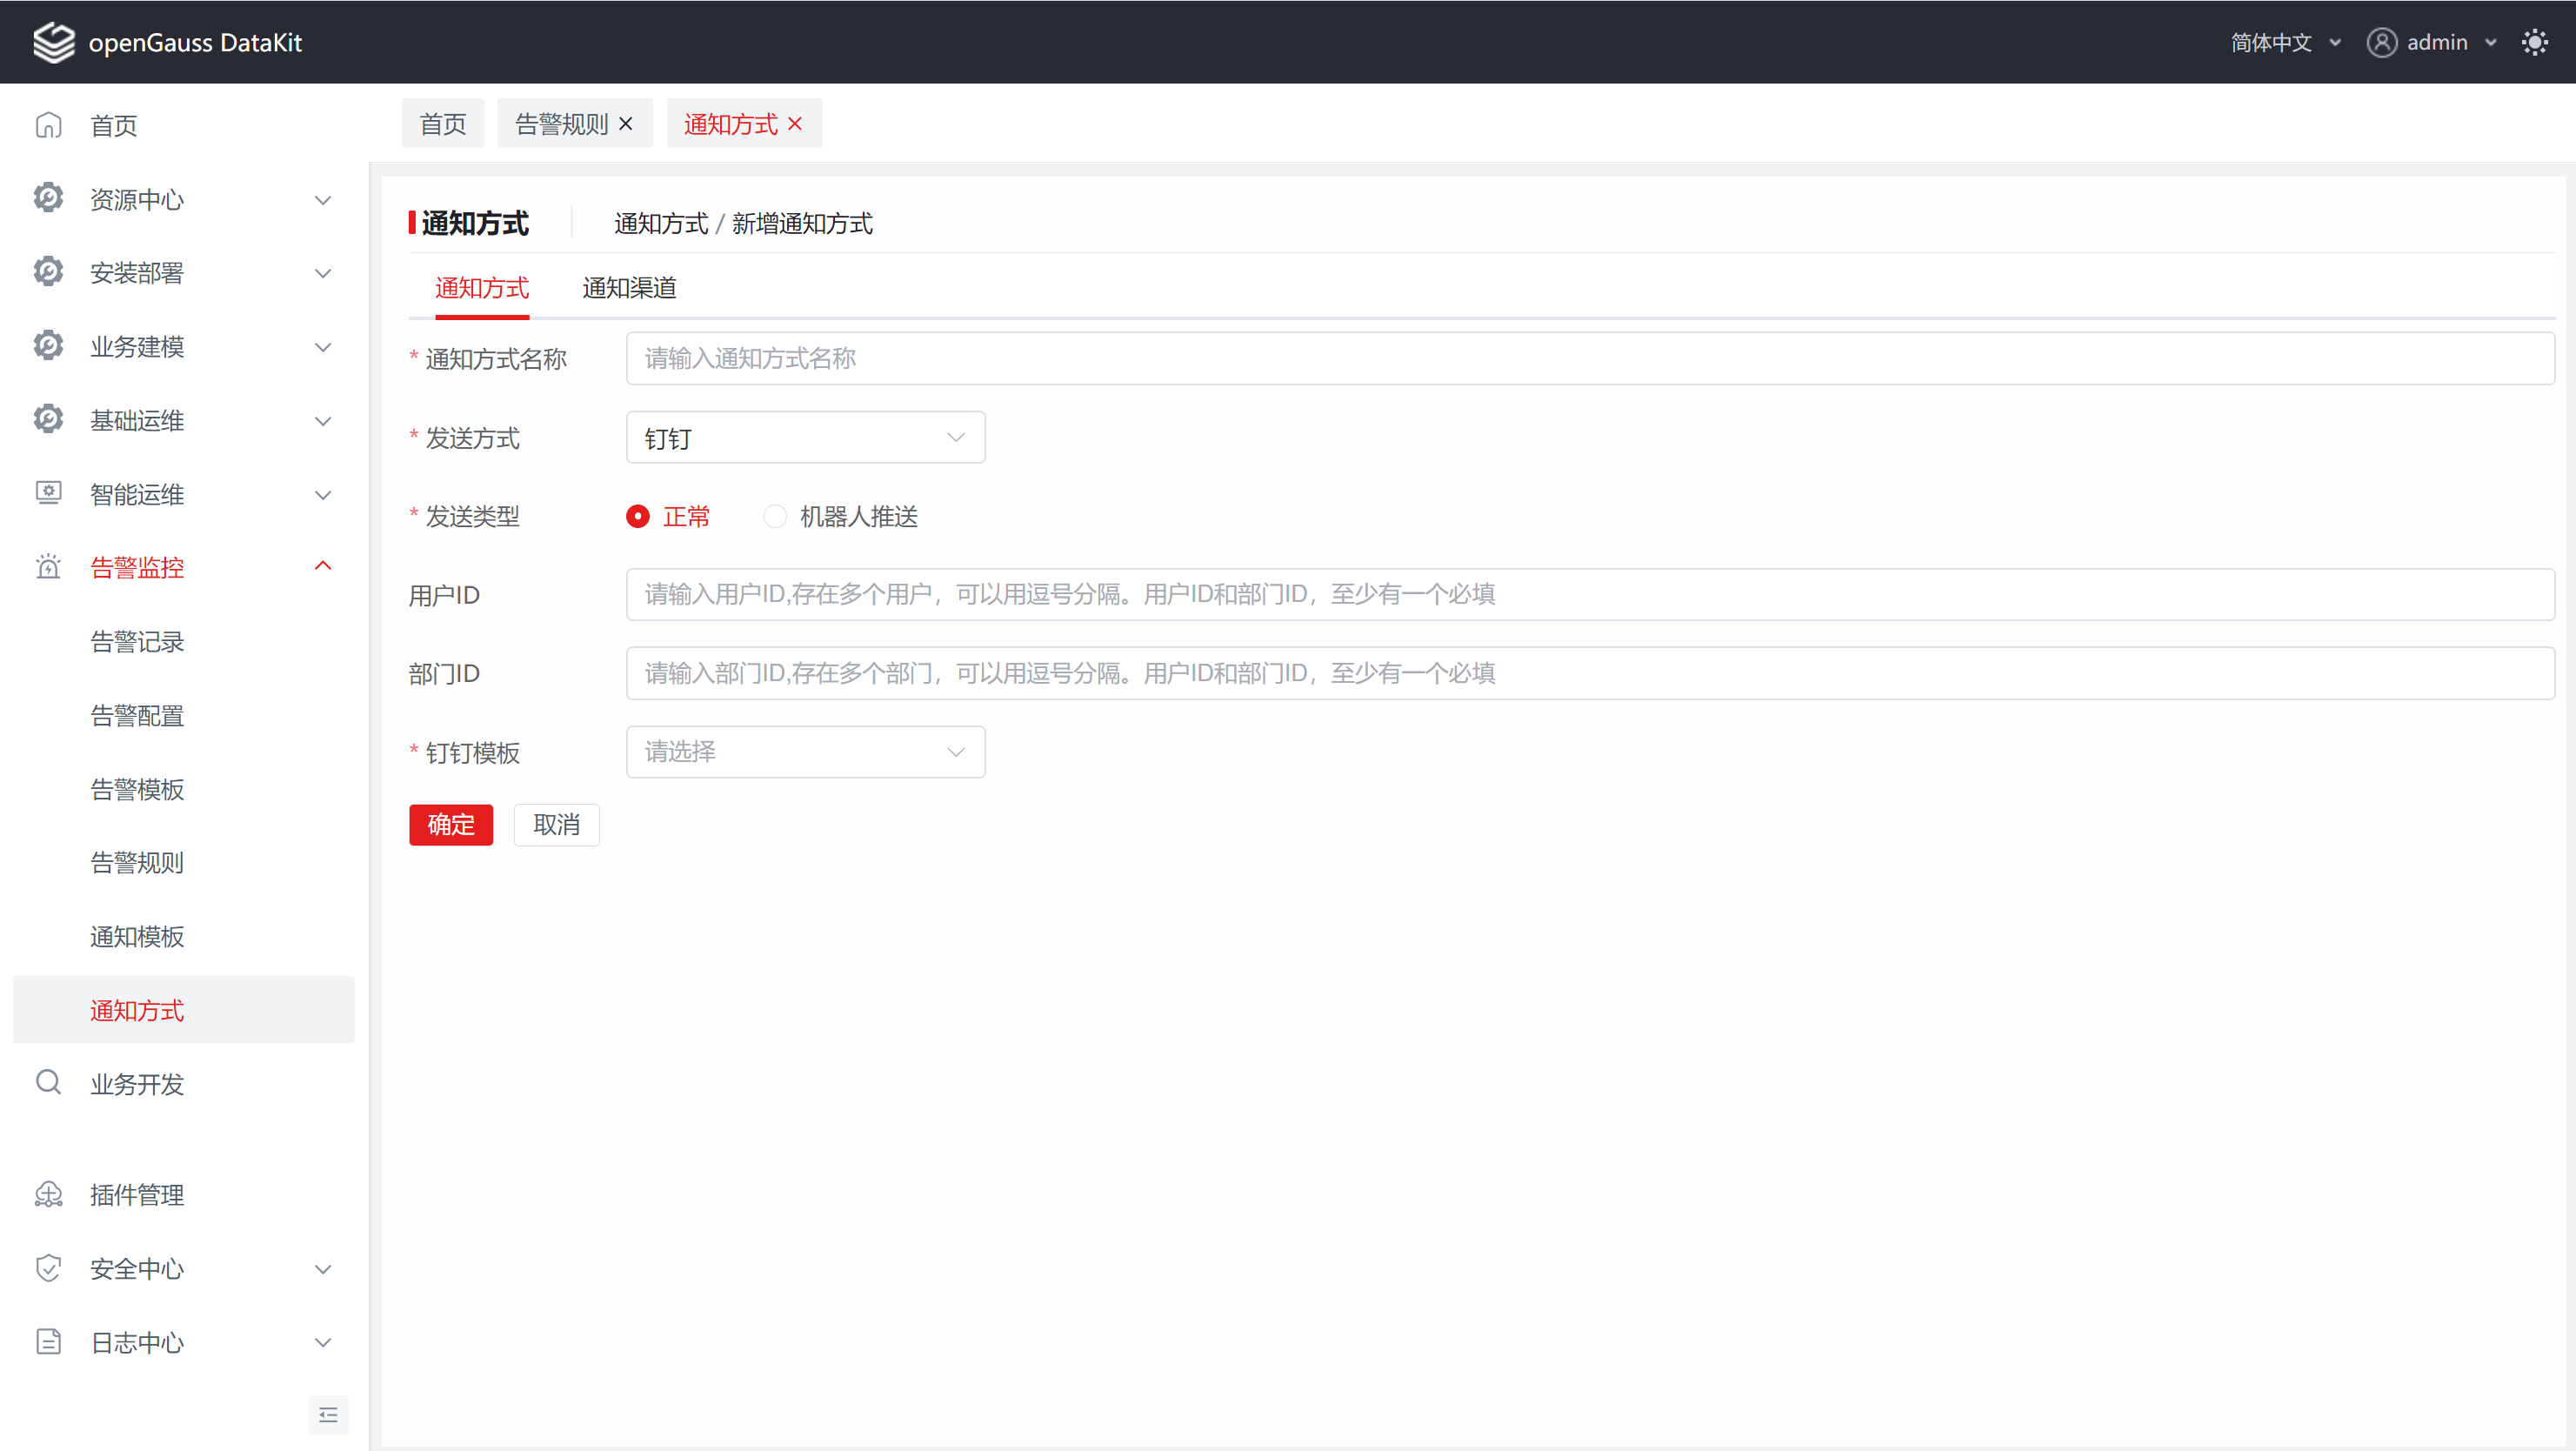 openGauss DataKit
简体中文
admin
首页
资源中心
安装部署
业务建模
基础运维
智能运维
告警监控
告警记录
告警配置
告警模板
告警规则
通知模板
通知方式
业务开发
插件管理
安全中心
日志中心
首页 告警规则 通知方式
通知方式 通知方式 / 新增通知方式
通知方式 通知渠道
* 通知方式名称 请输入通知方式名称
* 发送方式 钉钉
* 发送类型 正常 机器人推送
用户ID 请输入用户ID,存在多个用户，可以用逗号分隔。用户ID和部门ID，至少有一个必填
部门ID 请输入部门ID,存在多个部门，可以用逗号分隔。用户ID和部门ID，至少有一个必填
* 钉钉模板 请选择
确定 取消